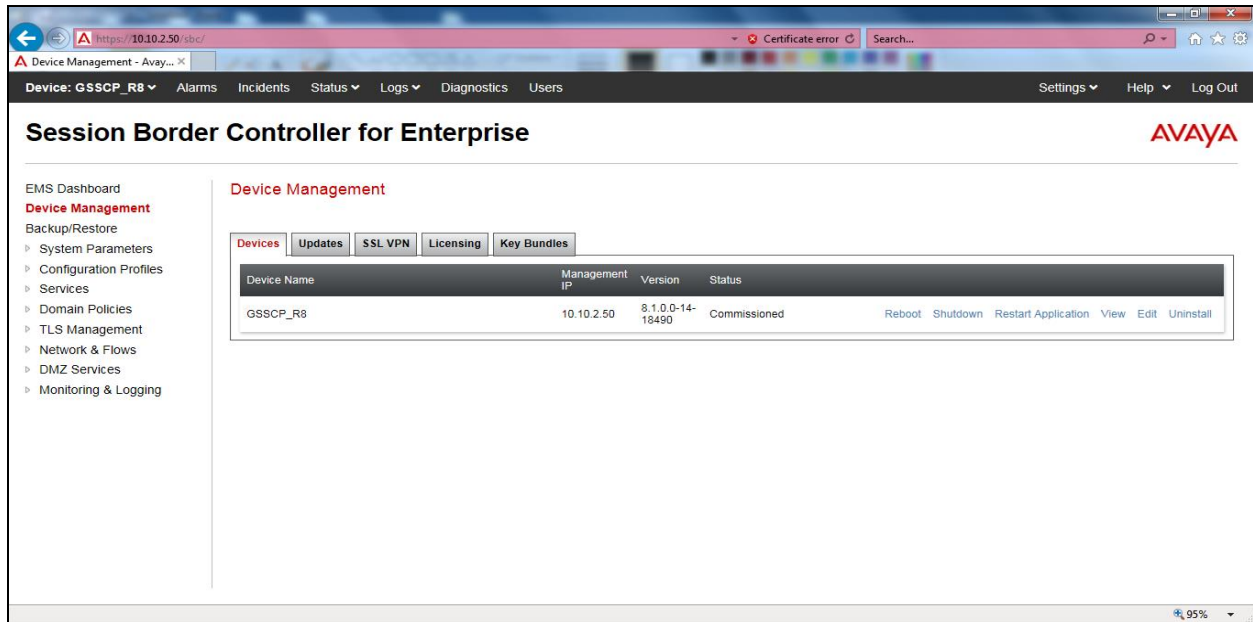 https://10.10.2.50/sbc/
Certificate error
Search...
Device Management - Avay...
Device: GSSCP_R8 Alarms Incidents Status Logs Diagnostics Users Settings Help Log Out
Session Border Controller for Enterprise
AVAYA
EMS Dashboard
Device Management
Backup/Restore
System Parameters
Configuration Profiles
Services
Domain Policies
TLS Management
Network & Flows
DMZ Services
Monitoring & Logging
Device Management
Devices Updates SSL VPN Licensing Key Bundles
Device Name Management IP Version Status
GSSCP_R8 10.10.2.50 8.1.0.0-14-18490 Commissioned Reboot Shutdown Restart Application View Edit Uninstall
95%